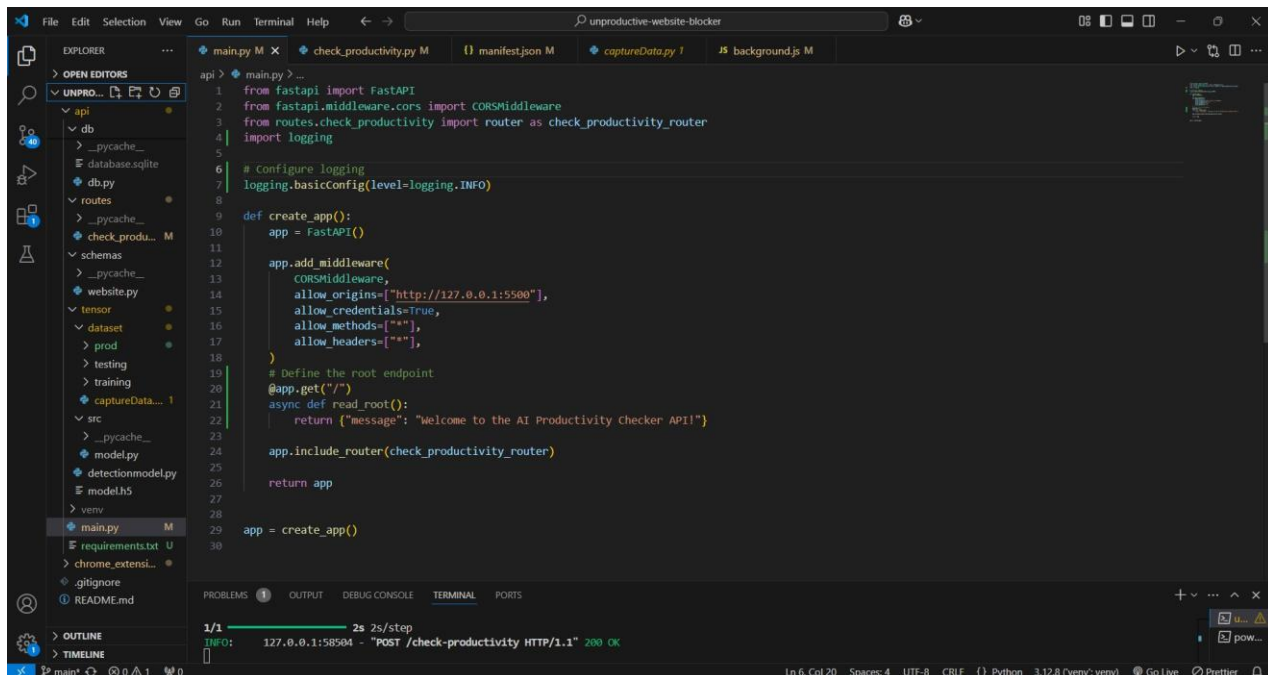 File Edit Selection View Go Run Terminal Help
unproductive-website-blocker
EXPLORER
main.py M
check_productivity.py M
{} manifest.json M
captureData.py 1
JS background.js M
OPEN EDITORS
UNPRO...
api
db
__pycache__
database.sqlite
db.py
routes
__pycache__
check_produ... M
schemas
__pycache__
website.py
tensor
dataset
prod
testing
training
captureData.... 1
src
__pycache__
model.py
detectionmodel.py
model.h5
venv
main.py M
requirements.txt U
chrome_extensi...
.gitignore
README.md
OUTLINE
TIMELINE
40
1
api > main.py > ...
1 from fastapi import FastAPI
2 from fastapi.middleware.cors import CORSMiddleware
3 from routes.check_productivity import router as check_productivity_router
4 import logging
5
6 # Configure logging
7 logging.basicConfig(level=logging.INFO)
8
9 def create_app():
10 app = FastAPI()
11
12 app.add_middleware(
13 CORSMiddleware,
14 allow_origins=["http://127.0.0.1:5500"],
15 allow_credentials=True,
16 allow_methods=["*"],
17 allow_headers=["*"],
18 )
19 # Define the root endpoint
20 @app.get("/")
21 async def read_root():
22 return {"message": "Welcome to the AI Productivity Checker API!"}
23
24 app.include_router(check_productivity_router)
25
26 return app
27
28
29 app = create_app()
30
PROBLEMS 1 OUTPUT DEBUG CONSOLE TERMINAL PORTS
1/1 2s 2s/step
INFO: 127.0.0.1:58504 - "POST /check-productivity HTTP/1.1" 200 OK
u...
pow...
main* 0 1 0 Ln 6, Col 20 Spaces: 4 UTF-8 CRLF {} Python 3.12.8 ('venv': venv) Go Live Prettier